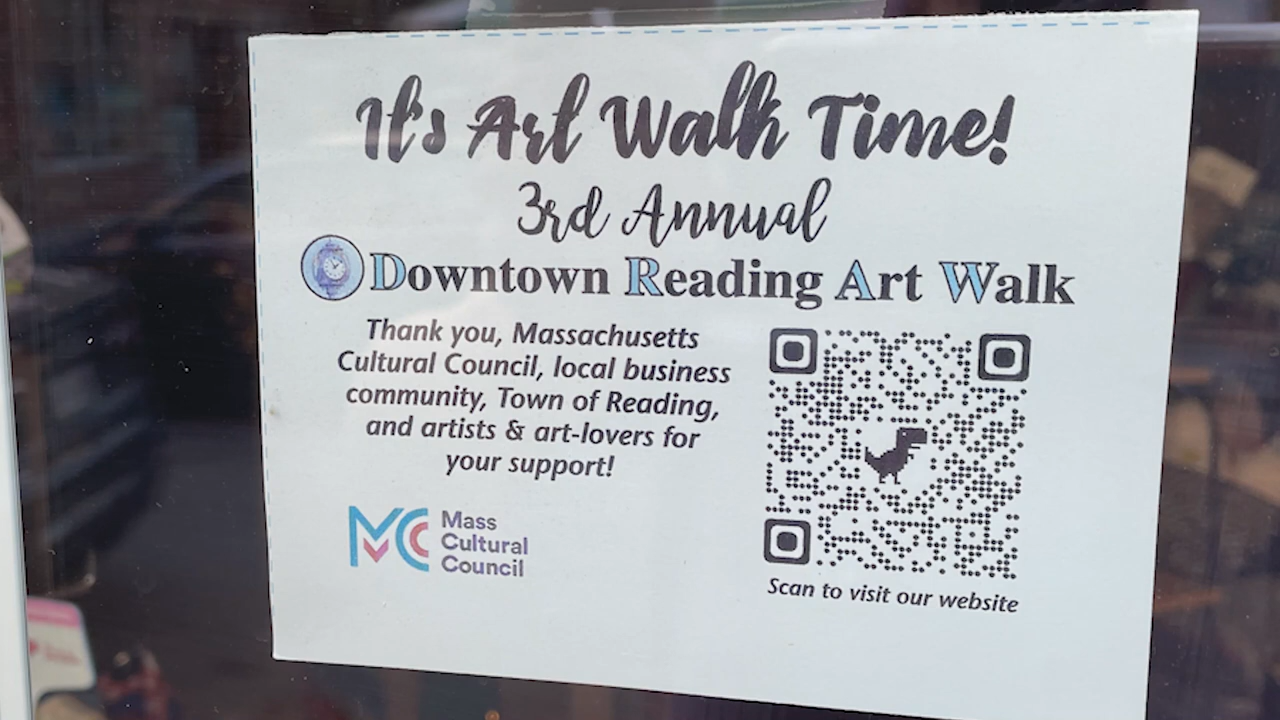 It's Art Walk Time!
3rd Annual
Downtown Reading Art Walk
Thank you, Massachusetts
Cultural Council, local business
community, Town of Reading,
and artists & art-lovers for
your support!
MC
Mass
Cultural
Council
Scan to visit our website